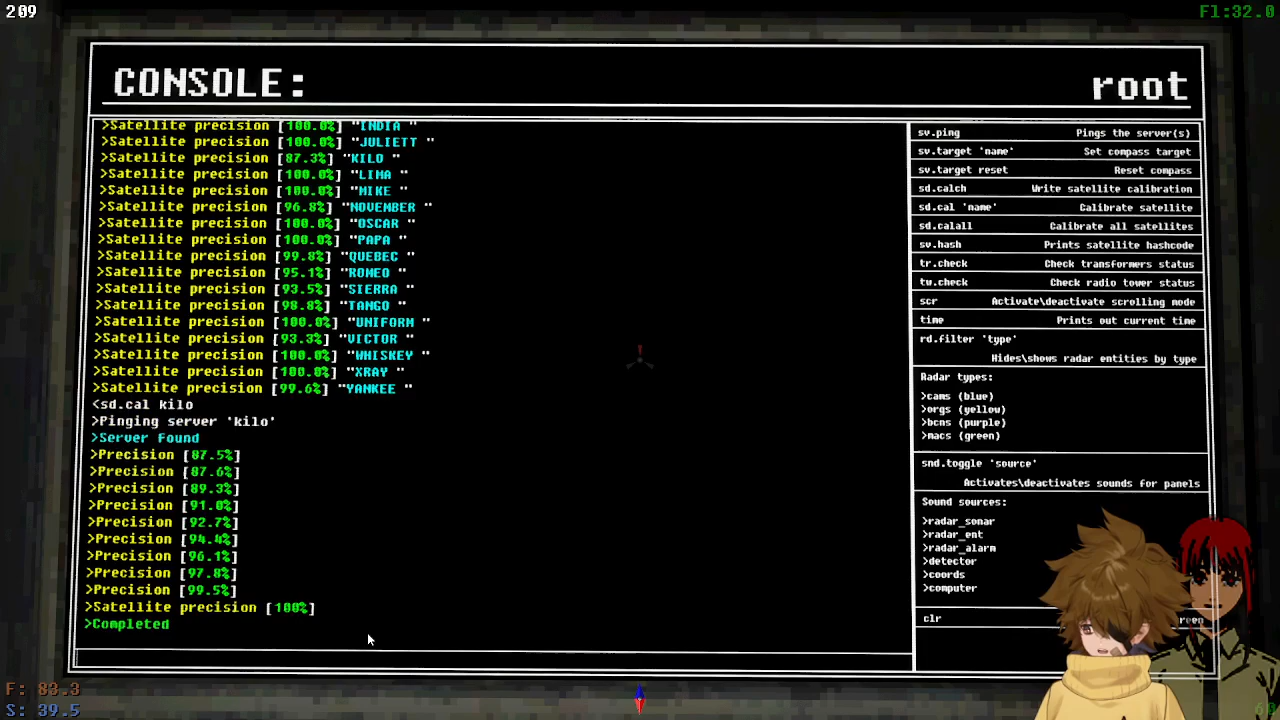 209
F1:32.0
CONSOLE:
root
>Satellite precision [100.0%] "INDIA "
>Satellite precision [100.0%] "JULIETT "
>Satellite precision [87.3%] "KILO "
>Satellite precision [100.0%] "LIMA "
>Satellite precision [100.0%] "MIKE "
>Satellite precision [96.8%] "NOVEMBER "
>Satellite precision [100.0%] "OSCAR "
>Satellite precision [100.0%] "PAPA "
>Satellite precision [99.8%] "QUEBEC "
>Satellite precision [95.1%] "ROMEO "
>Satellite precision [93.5%] "SIERRA "
>Satellite precision [98.8%] "TANGO "
>Satellite precision [100.0%] "UNIFORM "
>Satellite precision [93.3%] "VICTOR "
>Satellite precision [100.0%] "WHISKEY "
>Satellite precision [100.0%] "XRAY "
>Satellite precision [99.6%] "YANKEE "
<sd.cal kilo
>Pinging server 'kilo'
>Server Found
>Precision [87.5%]
>Precision [87.6%]
>Precision [89.3%]
>Precision [91.0%]
>Precision [92.7%]
>Precision [94.4%]
>Precision [96.1%]
>Precision [97.8%]
>Precision [99.5%]
>Satellite precision [100%]
>Completed
sv.ping Pings the server(s)
sv.target 'name' Set compass target
sv.target reset Reset compass
sd.calch Write satellite calibration
sd.cal 'name' Calibrate satellite
sd.calall Calibrate all satellites
sv.hash Prints satellite hashcode
tr.check Check transformers status
tw.check Check radio tower status
scr Activate\deactivate scrolling mode
time Prints out current time
rd.filter 'type'
Hides\shows radar entities by type
Radar types:
>cams (blue)
>orgs (yellow)
>bcns (purple)
>macs (green)
snd.toggle 'source'
Activates\deactivates sounds for panels
Sound sources:
>radar_sonar
>radar_ent
>radar_alarm
>detector
>coords
>computer
clr reen
F: 83.3
S: 39.5